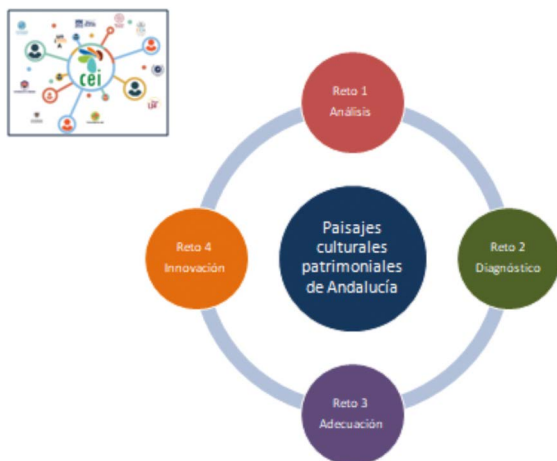 cei
Reto 1
Análisis
Paisajes
culturales
patrimoniales
de Andalucía
Reto 2
Diagnóstico
Reto 3
Adecuación
Reto 4
Innovación